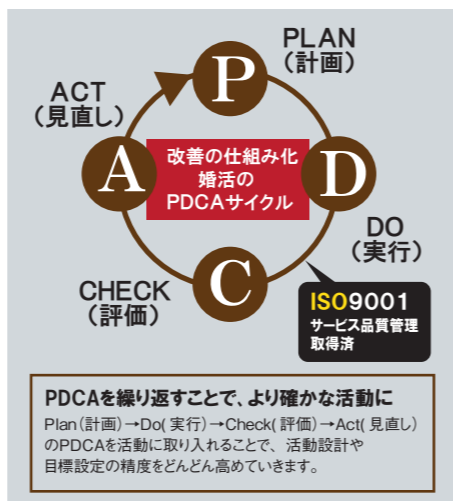 PLAN
(計画)
P
ACT
(見直し)
A
改善の仕組み化
婚活の
PDCAサイクル
D
DO
(実行)
C
CHECK
(評価)
ISO9001
サービス品質管理
取得済
PDCAを繰り返すことで、より確かな活動に
Plan(計画)→Do(実行)→Check(評価)→Act(見直し)
のPDCAを活動に取り入れることで、活動設計や
目標設定の精度をどんどん高めていきます。